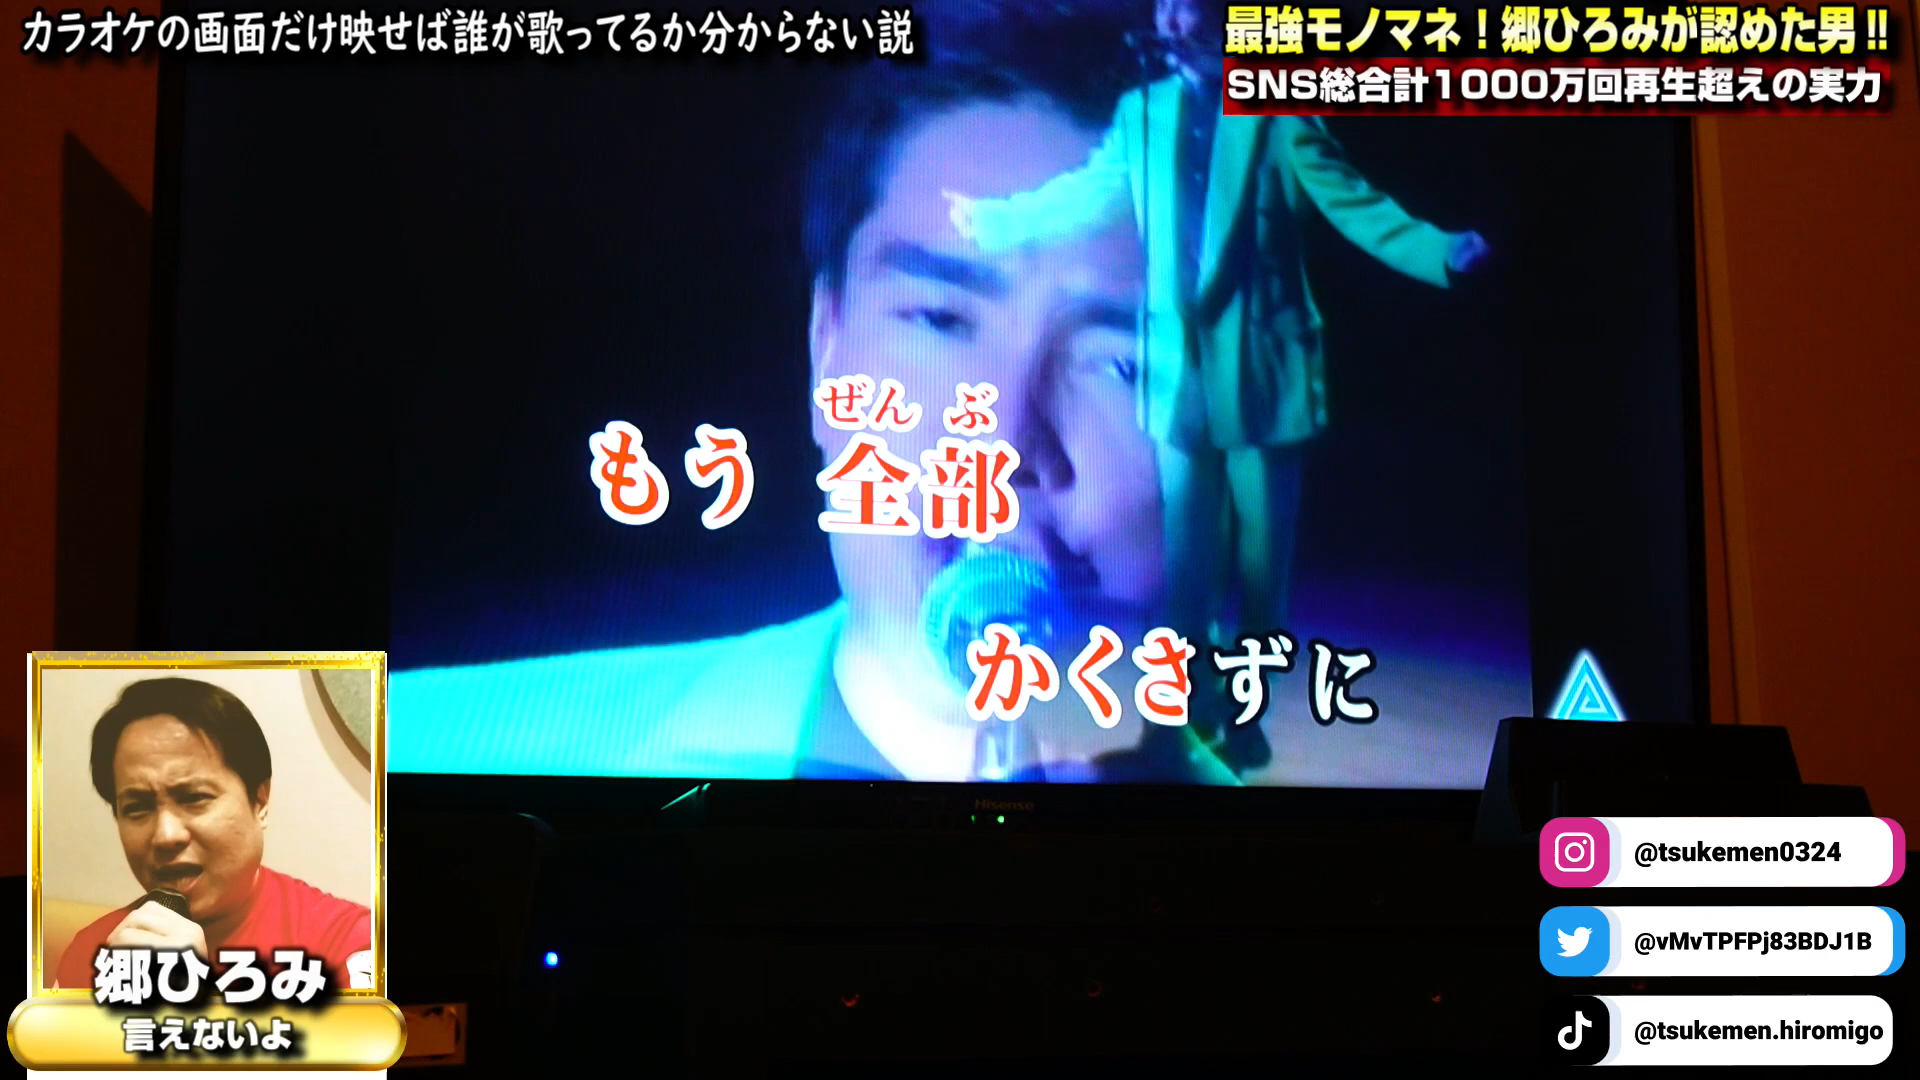 カラオケの画面だけ映せば誰が歌ってるか分からない説
最強モノマネ！郷ひろみが認めた男!!
SNS総合計1000万回再生超えの実力
ぜんぶ
もう 全部
かくさずに
Hisense
郷ひろみ
言えないよ
@tsukemen0324
@vMvTPFPj83BDJ1B
@tsukemen.hiromigo